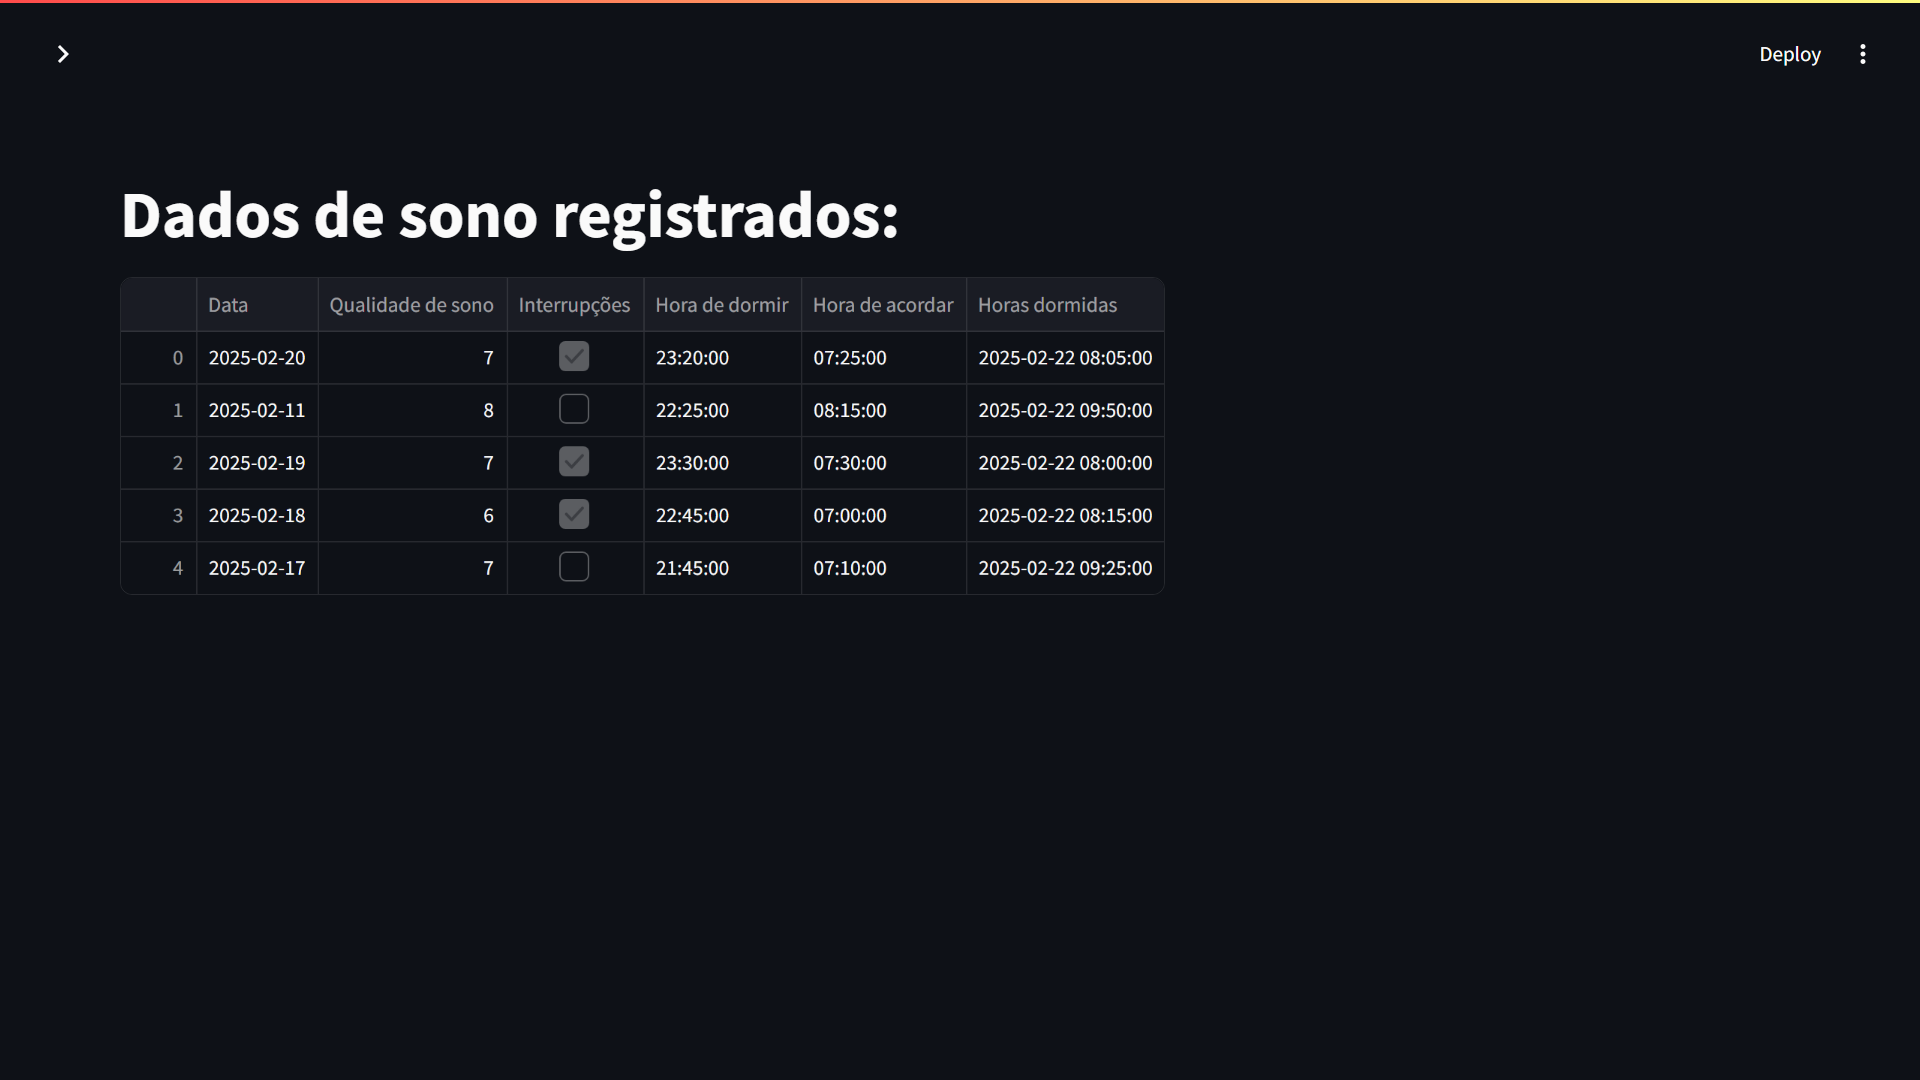 Deploy
Dados de sono registrados:
Data Qualidade de sono Interrupções Hora de dormir Hora de acordar Horas dormidas
0 2025-02-20 7 23:20:00 07:25:00 2025-02-22 08:05:00
1 2025-02-11 8 22:25:00 08:15:00 2025-02-22 09:50:00
2 2025-02-19 7 23:30:00 07:30:00 2025-02-22 08:00:00
3 2025-02-18 6 22:45:00 07:00:00 2025-02-22 08:15:00
4 2025-02-17 7 21:45:00 07:10:00 2025-02-22 09:25:00